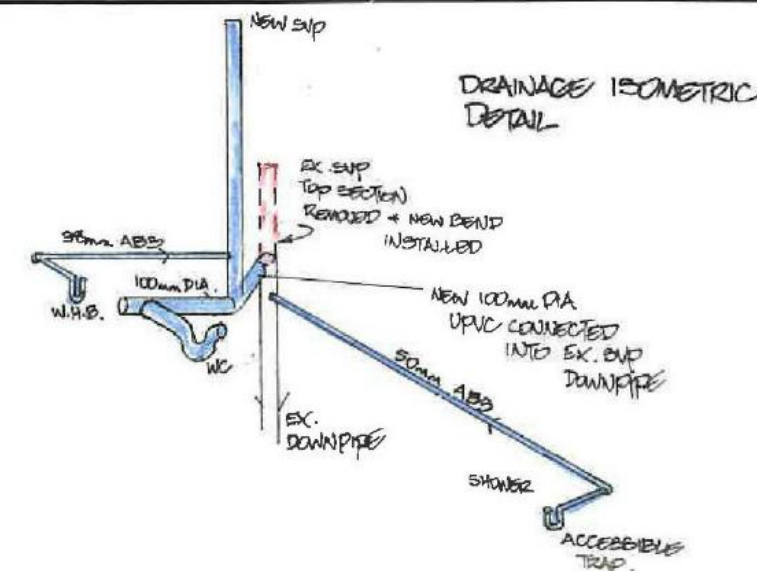 NEW SVP
DRAINAGE ISOMETRIC
DETAIL
EX. SVP
TOP SECTION
REMOVED + NEW BEND
INSTALLED
38mm ABS
W.H.B.
100mm DIA.
WC
NEW 100mm DIA
UPVC CONNECTED
INTO EX. SVP
DOWNPIPE
50mm ABS
EX.
DOWNPIPE
SHOWER
ACCESSIBLE
TRAP.